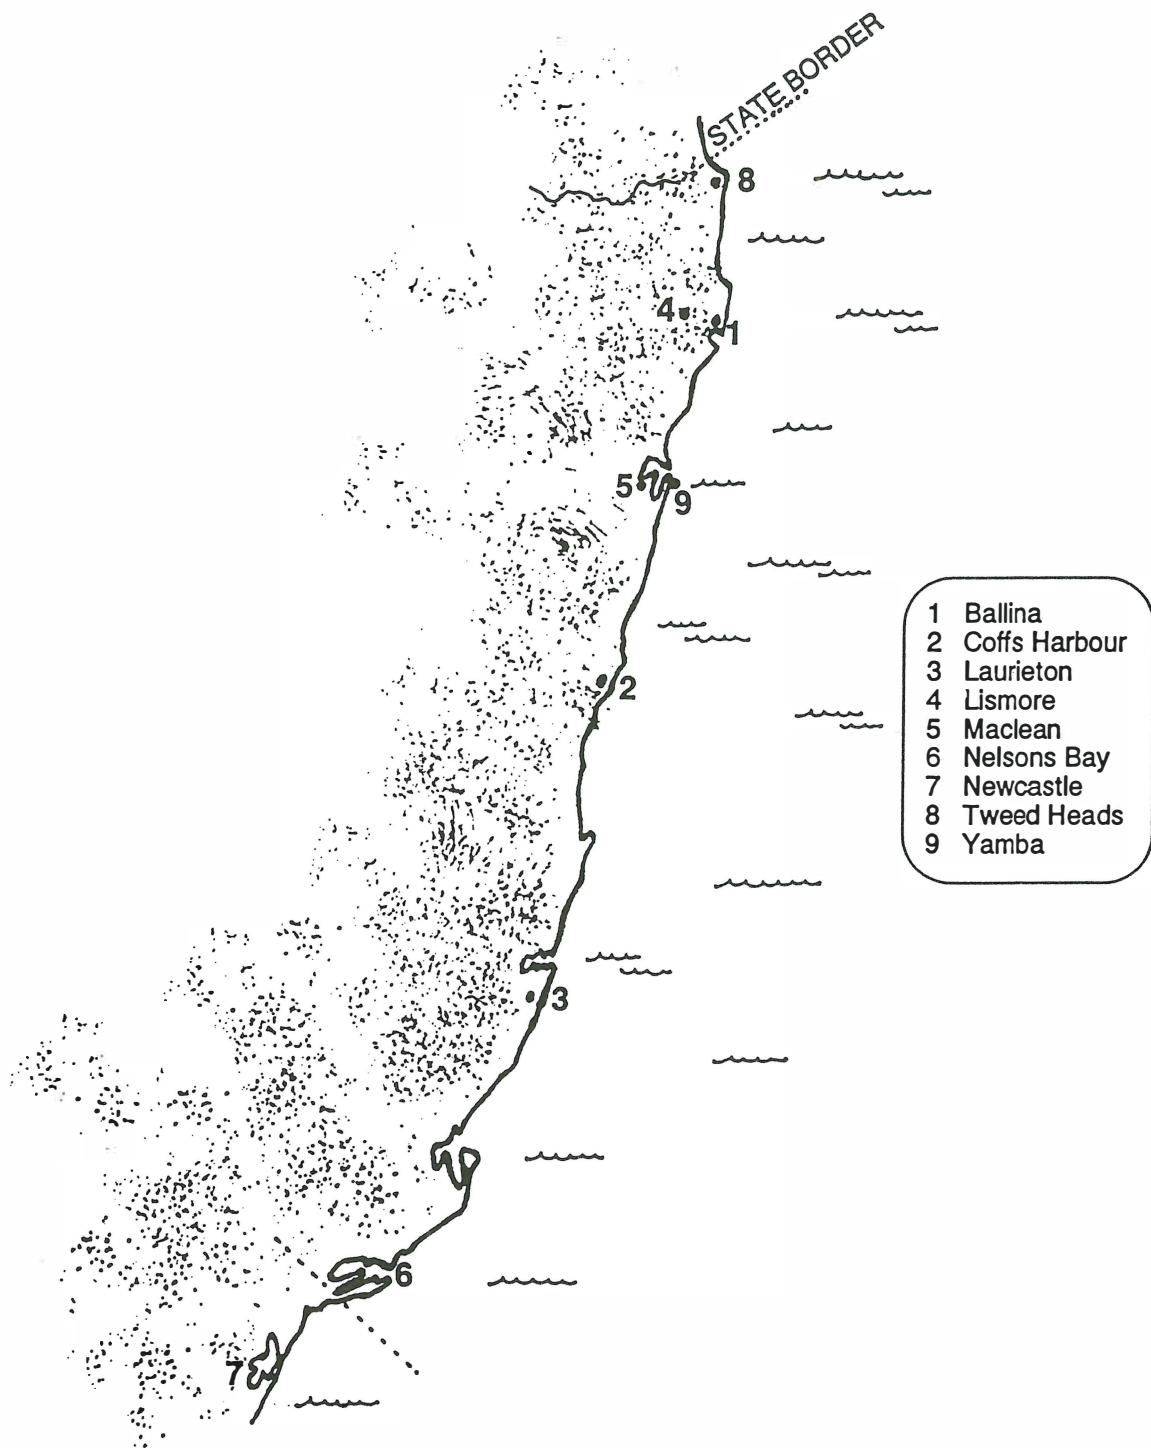 STATE BORDER
8
4
1
5
9
2
3
6
7
1 Ballina
2 Coffs Harbour
3 Laurieton
4 Lismore
5 Maclean
6 Nelsons Bay
7 Newcastle
8 Tweed Heads
9 Yamba